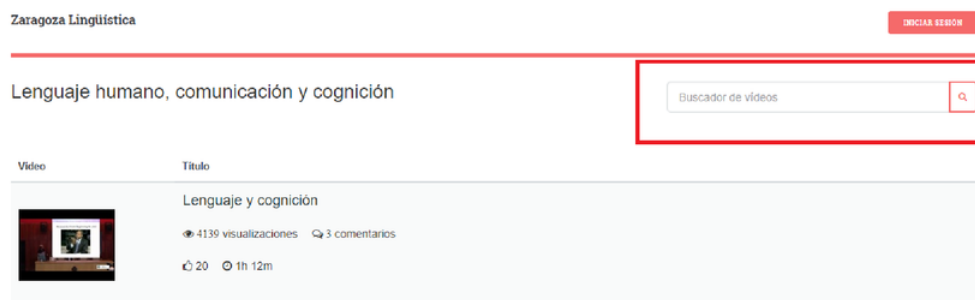 Zaragoza Lingüística
INICIAR SESIÓN
Lenguaje humano, comunicación y cognición
Buscador de vídeos
Vídeo
Título
Lenguaje y cognición
4139 visualizaciones 3 comentarios
20 1h 12m